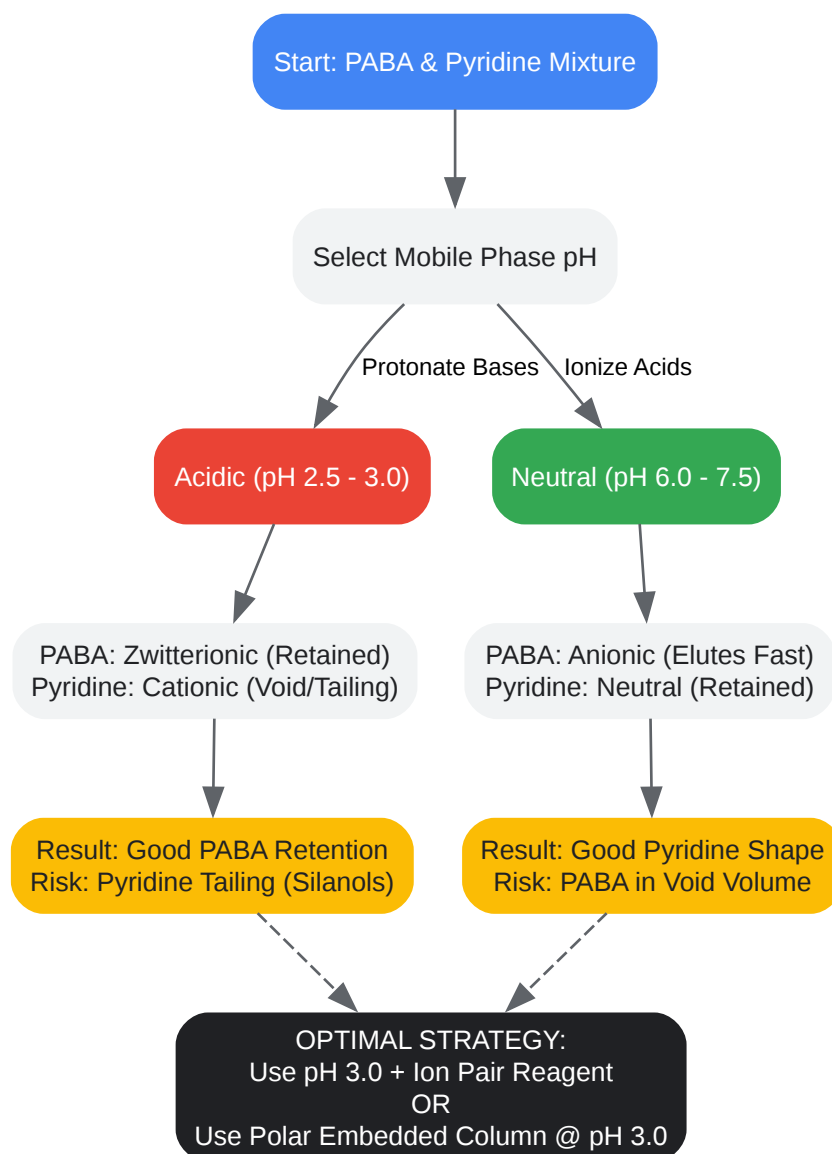 Start: PABA & Pyridine Mixture
Select Mobile Phase pH
Protonate Bases
Ionize Acids
Acidic (pH 2.5 - 3.0)
Neutral (pH 6.0 - 7.5)
PABA: Zwitterionic (Retained)
Pyridine: Cationic (Void/Tailing)
PABA: Anionic (Elutes Fast)
Pyridine: Neutral (Retained)
Result: Good PABA Retention
Risk: Pyridine Tailing (Silanols)
Result: Good Pyridine Shape
Risk: PABA in Void Volume
OPTIMAL STRATEGY:
Use pH 3.0 + Ion Pair Reagent
OR
Use Polar Embedded Column @ pH 3.0